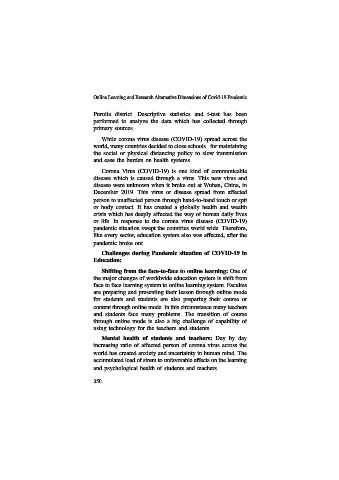 Online Learning and Research Alternative Dimensions of Covid-19 Pandemic
Purulia district. Descriptive statistics and t-test has been
performed to analyse the data which has collected through
primary sources.
While corona virus disease (COVID-19) spread across the
world, many countries decided to close schools for maintaining
the social or physical distancing policy to slow transmission
and ease the burden on health systems.
Corona Virus (COVID-19) is one kind of communicable
disease which is caused through a virus. This new virus and
disease were unknown when it broke out at Wuhan, China, in
December 2019. This virus or disease spread from affected
person to unaffected person through hand-to-hand touch or spit
or body contact. It has created a globally health and wealth
crisis which has deeply affected the way of human daily lives
or life. In response to the corona virus disease (COVID-19)
pandemic situation swept the countries world wide. Therefore,
like every sector, education system also was affected, after the
pandemic broke out.
Challenges during Pandemic situation of COVID-19 in
Education:
Shifting from the face-to-face to online learning: One of
the major changes of worldwide education system is shift from
face to face learning system to online learning system. Faculties
are preparing and presenting their lesson through online mode
for students and students are also preparing their course or
content through online mode. In this circumstance many teachers
and students face many problems. The transition of course
through online mode is also a big challenge of capability of
using technology for the teachers and students.
Mental health of students and teachers: Day by day
increasing ratio of affected person of corona virus across the
world has created anxiety and uncertainty in human mind. The
accumulated load of stress to unfavorable effects on the learning
and psychological health of students and teachers.
350